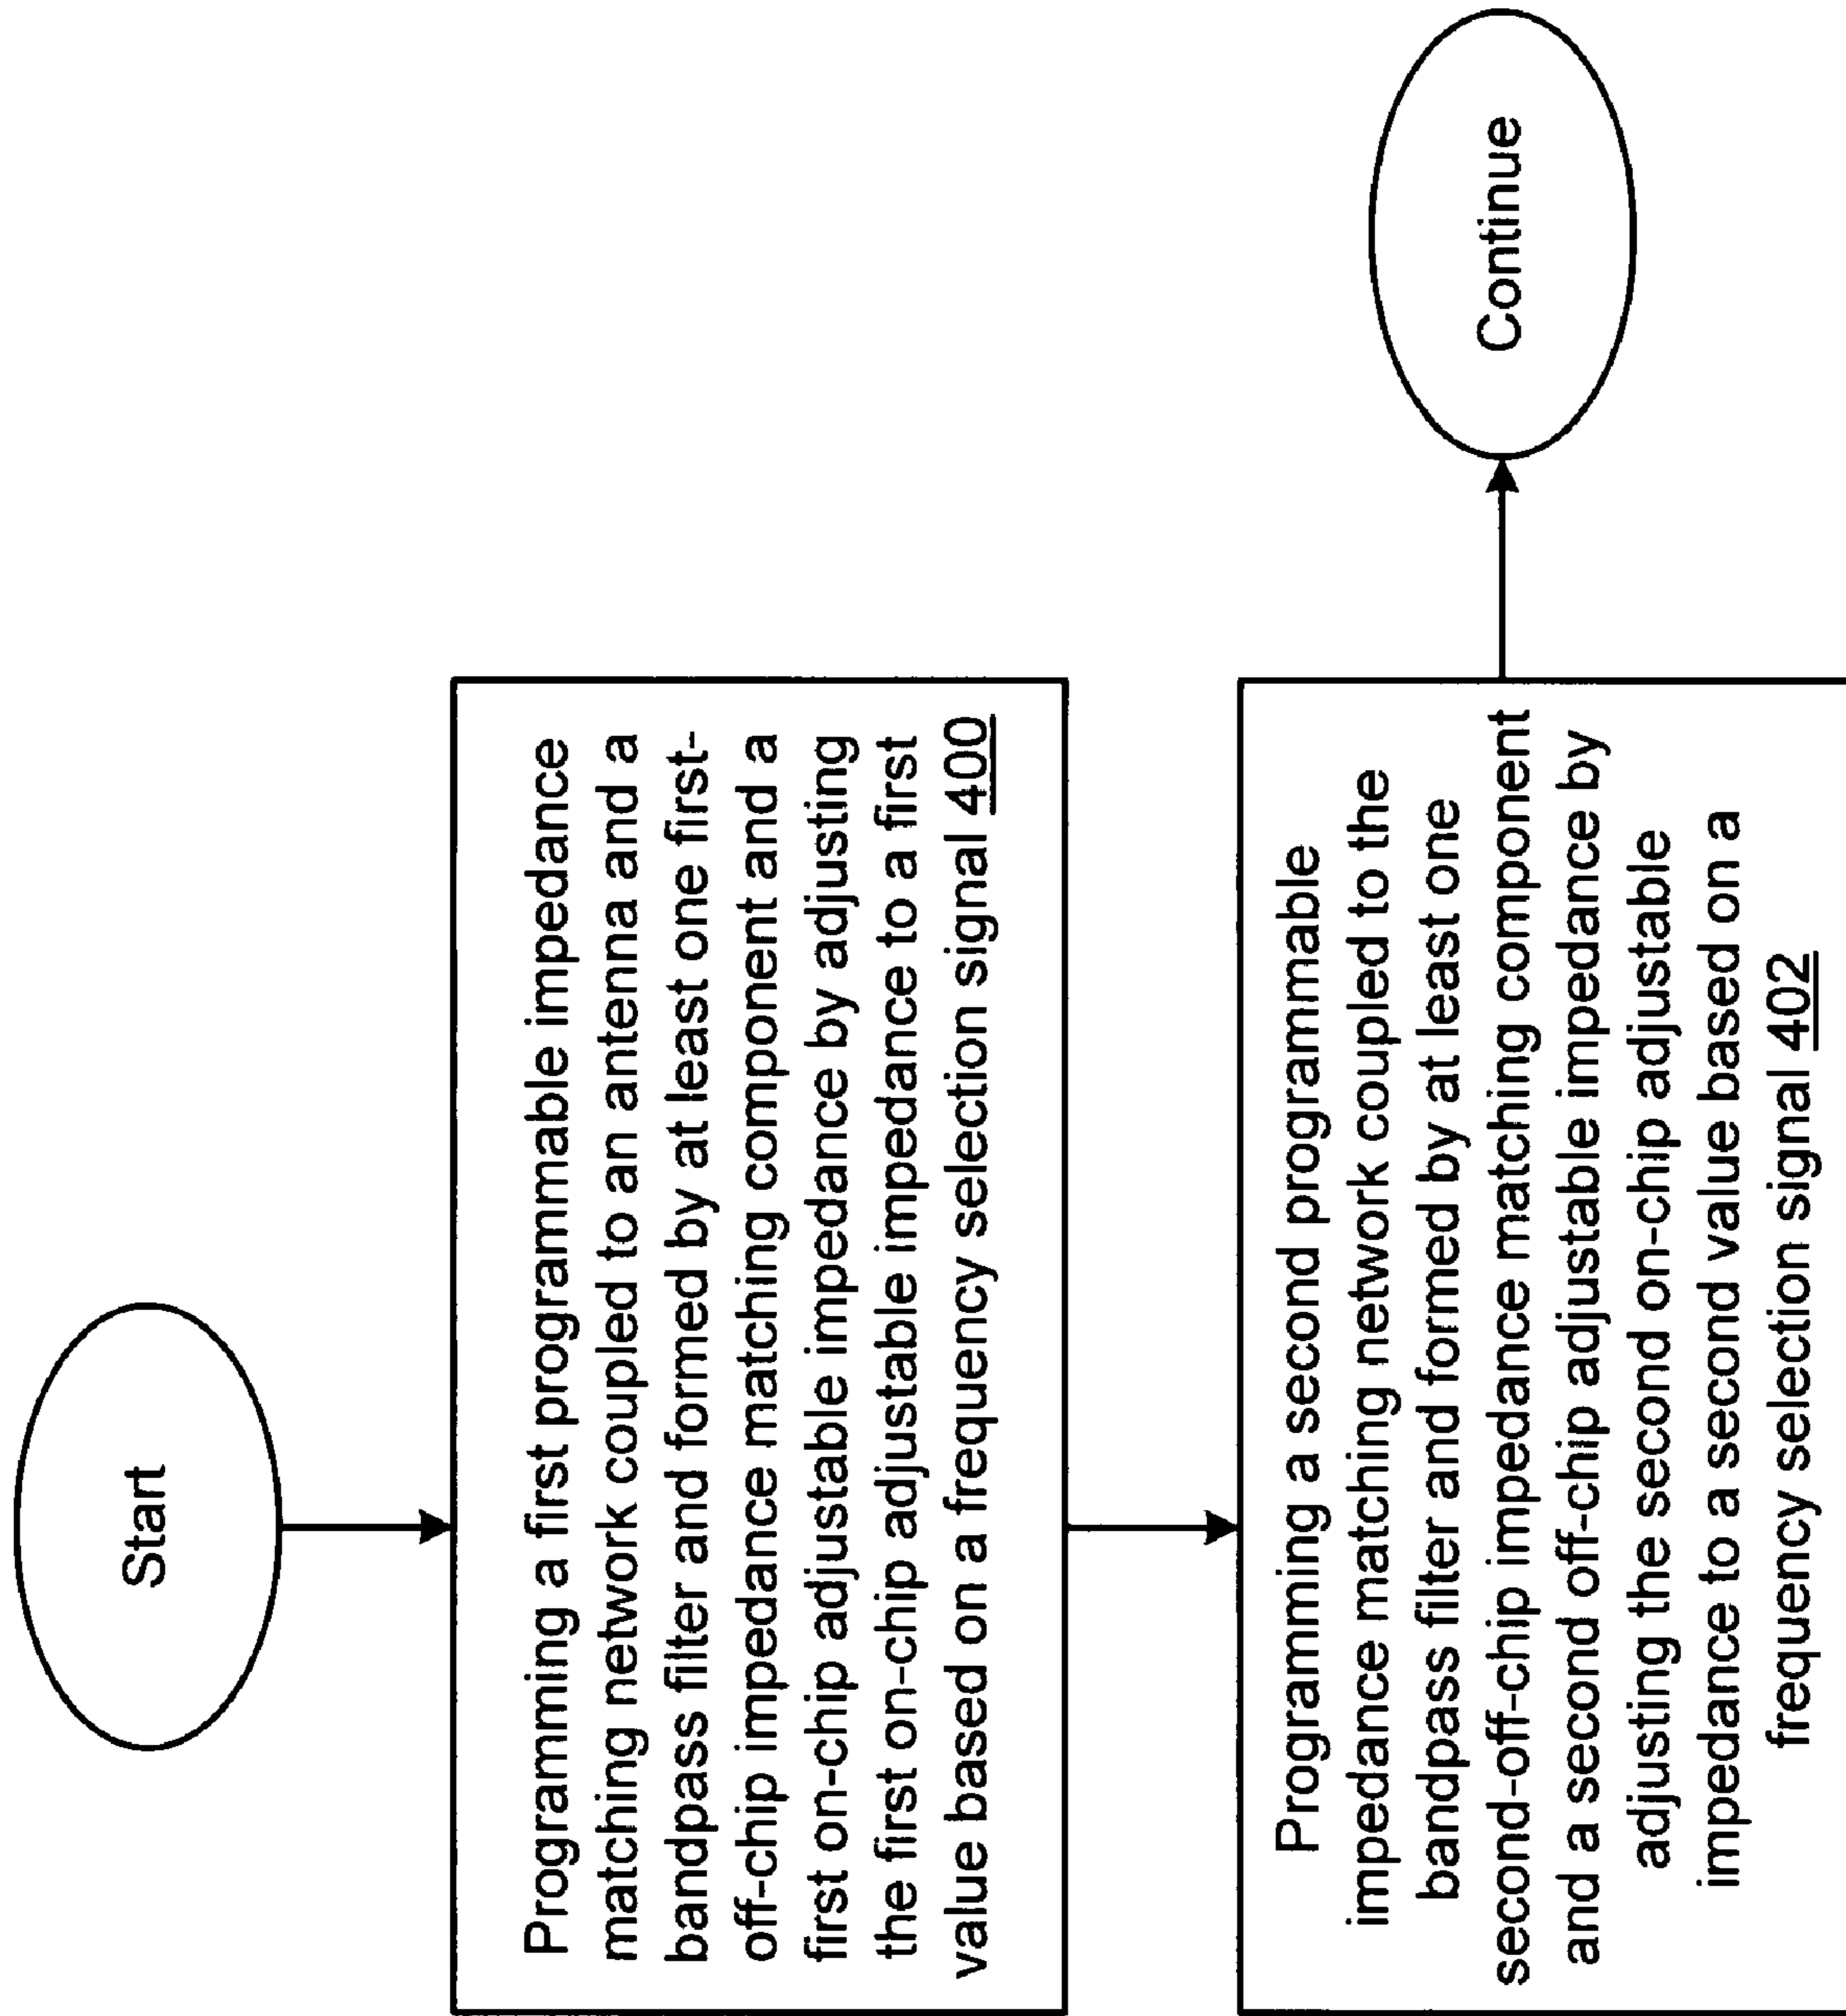 Start
Programming a first programmable impedance
matching network coupled to an antenna and a
bandpass filter and formed by at least one first-
off-chip impedance matching component and a
first on-chip adjustable impedance by adjusting
the first on-chip adjustable impedance to a first
value based on a frequency selection signal 400
Programming a second programmable
impedance matching network coupled to the
bandpass filter and formed by at least one
second-off-chip impedance matching component
and a second off-chip adjustable impedance by
adjusting the second on-chip adjustable
impedance to a second value based on a
frequency selection signal 402
Continue